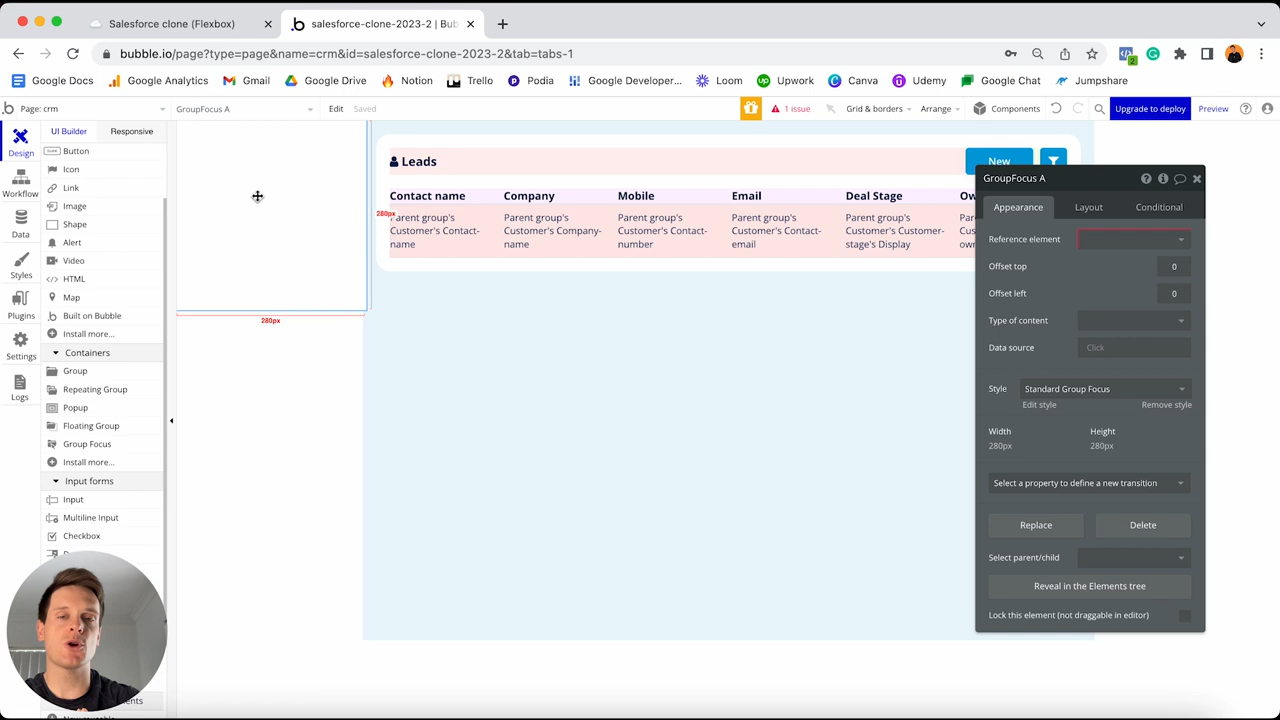 Salesforce clone (Flexbox)
salesforce-clone-2023-2 | Bub
bubble.io/page?type=page&name=crm&id=salesforce-clone-2023-2&tab=tabs-1
2
Google Docs
Google Analytics
Gmail
Google Drive
Notion
Trello
Podia
Google Developer...
Loom
Upwork
Canva
Udemy
Google Chat
Jumpshare
Page: crm
GroupFocus A
Edit
Saved
1 issue
Grid & borders
Arrange
Components
Upgrade to deploy
Preview
UI Builder
Responsive
Design
Workflow
Data
Styles
Plugins
Settings
Logs
Button
Icon
Link
Image
Shape
Alert
Video
HTML
Map
Built on Bubble
Install more...
Containers
Group
Repeating Group
Popup
Floating Group
Group Focus
Install more...
Input forms
Input
Multiline Input
Checkbox
280px
280px
Leads
New
Contact name
Company
Mobile
Email
Deal Stage
Ow
Parent group's
Customer's Contact-
name
Parent group's
Customer's Company-
name
Parent group's
Customer's Contact-
number
Parent group's
Customer's Contact-
email
Parent group's
Customer's Customer-
stage's Display
Par
Cus
own
GroupFocus A
Appearance
Layout
Conditional
Reference element
Offset top
0
Offset left
0
Type of content
Data source
Click
Style
Standard Group Focus
Edit style
Remove style
Width
Height
280px
280px
Select a property to define a new transition
Replace
Delete
Select parent/child
Reveal in the Elements tree
Lock this element (not draggable in editor)